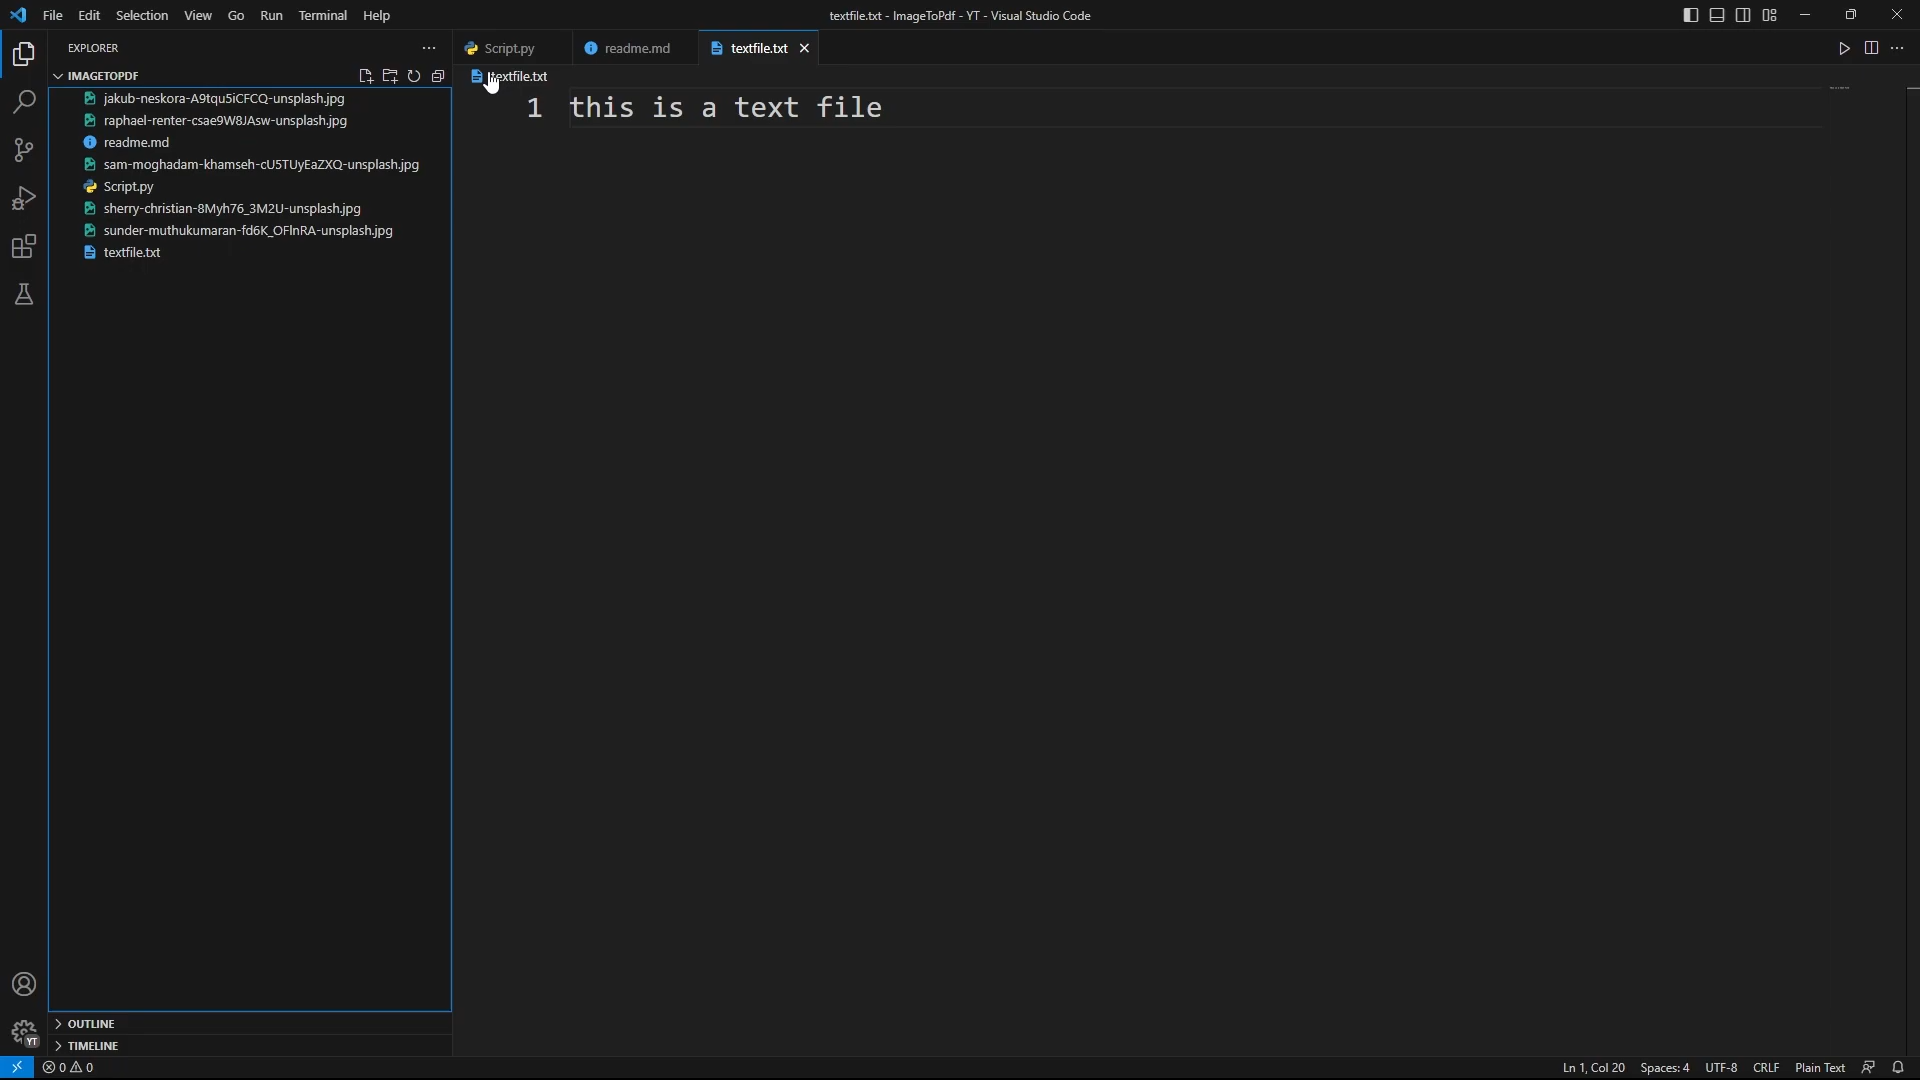 File Edit Selection View Go Run Terminal Help
textfile.txt - ImageToPdf - YT - Visual Studio Code
EXPLORER
Script.py
readme.md
textfile.txt
IMAGETOPDF
textfile.txt
jakub-neskora-A9tqu5iCFCQ-unsplash.jpg
raphael-renter-csae9W8JAsw-unsplash.jpg
readme.md
sam-moghadam-khamseh-cU5TUyEaZXQ-unsplash.jpg
Script.py
sherry-christian-8Myh76_3M2U-unsplash.jpg
sunder-muthukumaran-fd6K_OFlnRA-unsplash.jpg
textfile.txt
1 this is a text file
OUTLINE
TIMELINE
YT
0 0
Ln 1, Col 20 Spaces: 4 UTF-8 CRLF Plain Text